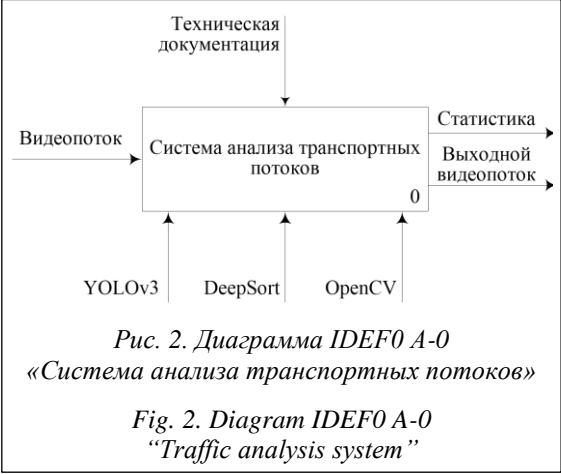 Техническая
документация
Видеопоток
Система анализа транспортных
потоков
0
Статистика
Выходной
видеопоток
YOLOv3
DeepSort
OpenCV
Рис. 2. Диаграмма IDEF0 A-0
«Система анализа транспортных потоков»
Fig. 2. Diagram IDEF0 A-0
“Traffic analysis system”